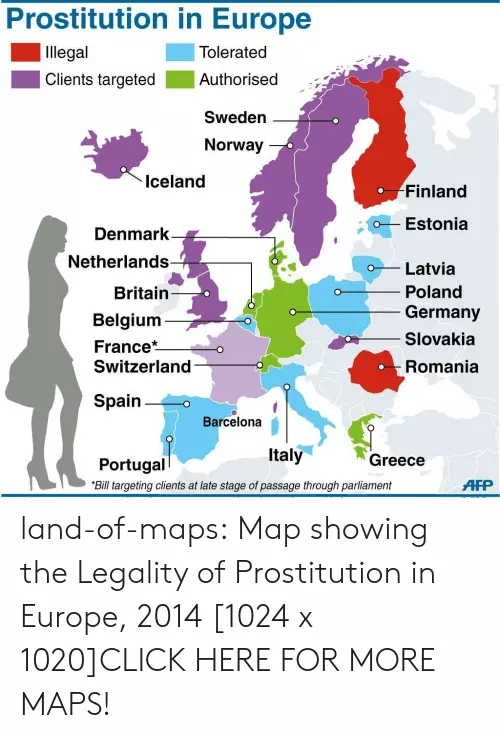 Prostitution in Europe
Illegal
Tolerated
Clients targeted
Authorised
Sweden
Norway
Iceland
Finland
Estonia
Denmark
Netherlands
Latvia
Britain
Poland
Belgium
Germany
France*
Slovakia
Switzerland
Romania
Spain
Barcelona
Italy
Greece
Portugal
*Bill targeting clients at late stage of passage through parliament
AFP
land-of-maps: Map showing
the Legality of Prostitution in
Europe, 2014 [1024 x
1020]CLICK HERE FOR MORE
MAPS!